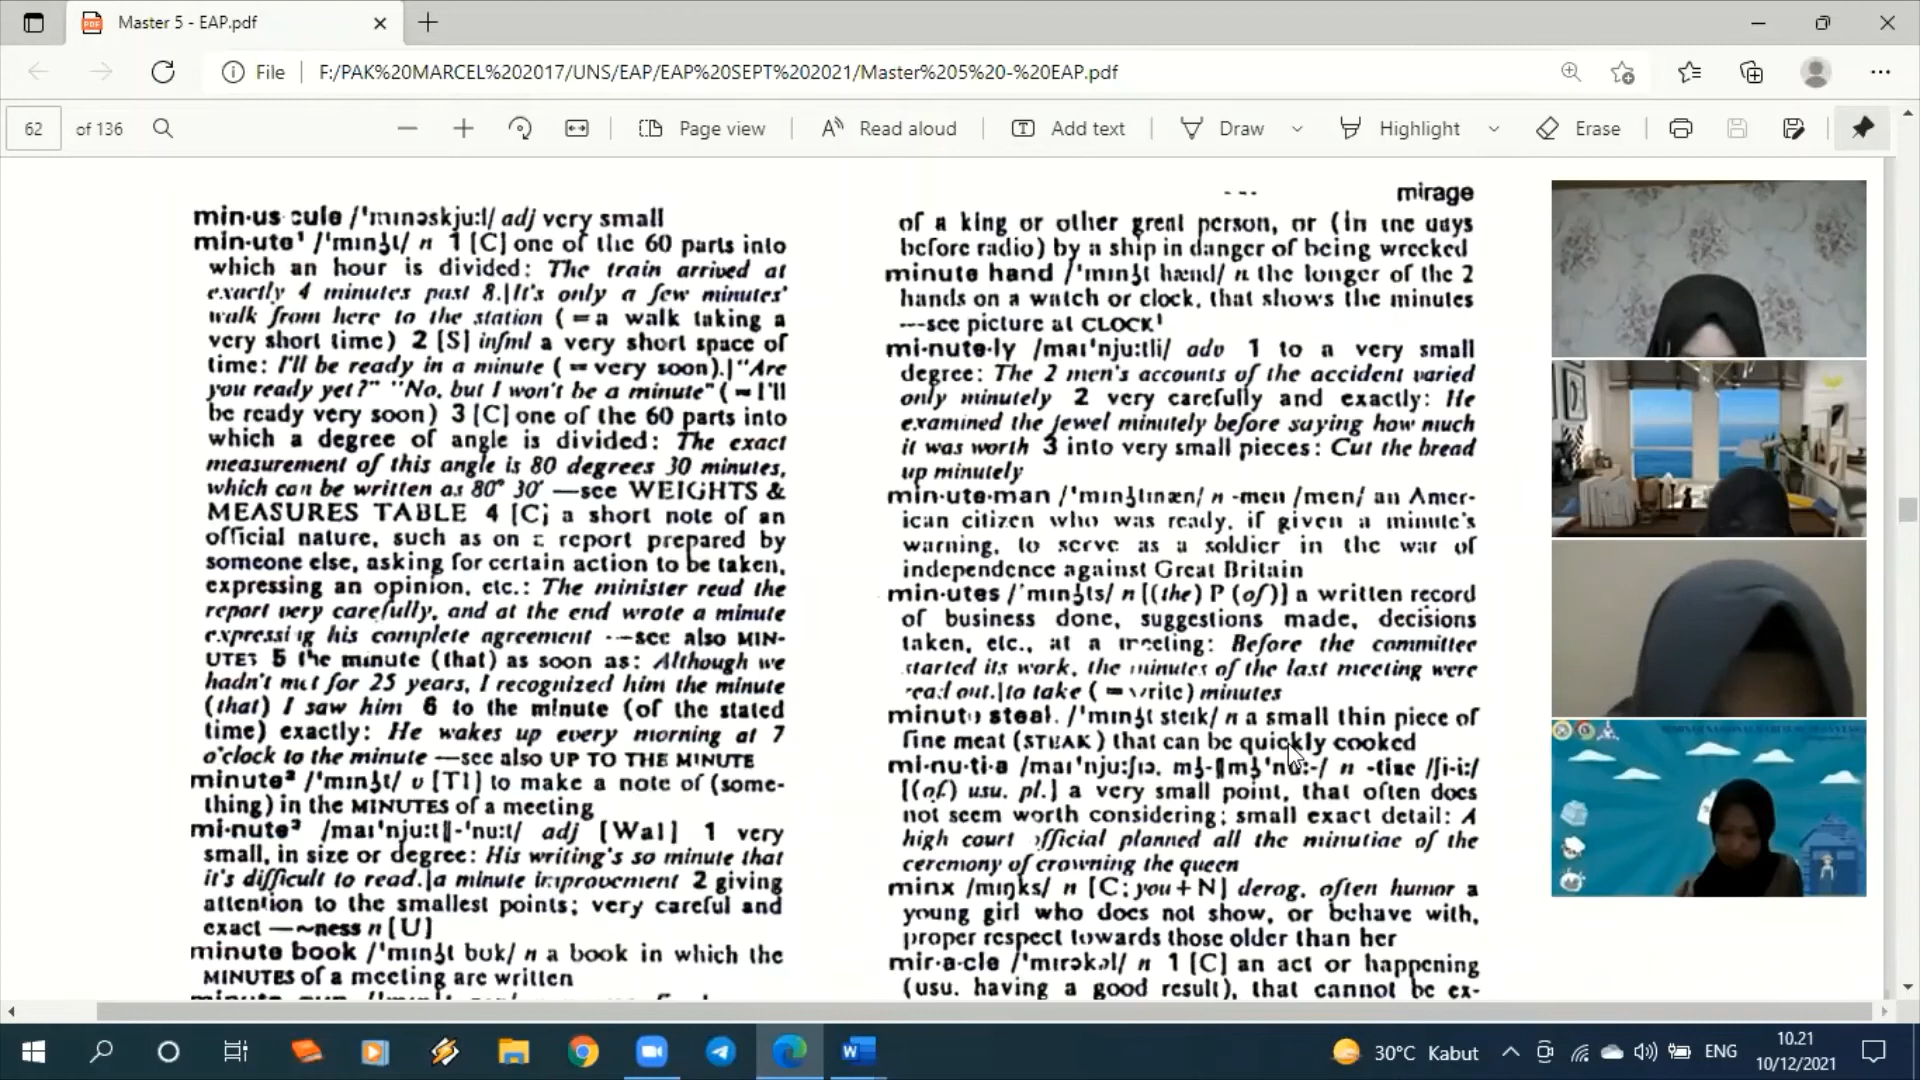 Master 5 - EAP.pdf
File
F:/PAK%20MARCEL%202017/UNS/EAP/EAP%20SEPT%202021/Master%205%20-%20EAP.pdf
62 of 136
Page view
Read aloud
Add text
Draw
Highlight
Erase
min·us cule /'mınəskjuːl/ adj very small
min·ute¹ /'mınɪ̵t/ n 1 [C] one of the 60 parts into
which an hour is divided: The train arrived at
exactly 4 minutes past 8.|It's only a few minutes'
walk from here to the station (=a walk taking a
very short time) 2 [S] infml a very short space of
time: I'll be ready in a minute (=very soon).|"Are
you ready yet?" "No, but I won't be a minute" (=I'll
be ready very soon) 3 [C] one of the 60 parts into
which a degree of angle is divided: The exact
measurement of this angle is 80 degrees 30 minutes,
which can be written as 80° 30' —see WEIGHTS &
MEASURES TABLE 4 [C] a short note of an
official nature, such as on a report prepared by
someone else, asking for certain action to be taken,
expressing an opinion, etc.: The minister read the
report very carefully, and at the end wrote a minute
expressing his complete agreement ---see also MIN-
UTES 5 the minute (that) as soon as: Although we
hadn't met for 25 years, I recognized him the minute
(that) I saw him 6 to the minute (of the stated
time) exactly: He wakes up every morning at 7
o'clock to the minute —see also UP TO THE MINUTE
minute² /'mınɪ̵t/ v [T1] to make a note of (some-
thing) in the MINUTES of a meeting
mi·nute³ /maı'njuːt‖-'nuːt/ adj [Wa1] 1 very
small, in size or degree: His writing's so minute that
it's difficult to read.|a minute improvement 2 giving
attention to the smallest points; very careful and
exact —~ness n [U]
minute book /'mınɪ̵t bʊk/ n a book in which the
MINUTES of a meeting are written
mirage
of a king or other great person, or (in the days
before radio) by a ship in danger of being wrecked
minute hand /'mınɪ̵t hænd/ n the longer of the 2
hands on a watch or clock, that shows the minutes
---see picture at CLOCK¹
mi·nute·ly /maı'njuːtli/ adv 1 to a very small
degree: The 2 men's accounts of the accident varied
only minutely 2 very carefully and exactly: He
examined the jewel minutely before saying how much
it was worth 3 into very small pieces: Cut the bread
up minutely
min·ute·man /'mınɪ̵tmæn/ n -men /men/ an Amer-
ican citizen who was ready, if given a minute's
warning, to serve as a soldier in the war of
independence against Great Britain
min·utes /'mınɪ̵ts/ n [(the) P (of)] a written record
of business done, suggestions made, decisions
taken, etc., at a meeting: Before the committee
started its work, the minutes of the last meeting were
read out.|to take (=write) minutes
minute steak /'mınɪ̵t steık/ n a small thin piece of
fine meat (STEAK) that can be quickly cooked
mi·nu·ti·a /maı'njuːʃıə, mɪ̵-‖mɪ̵'nuː-/ n -tiae /ʃi-iː/
[(of) usu. pl.] a very small point, that often does
not seem worth considering; small exact detail: A
high court official planned all the minutiae of the
ceremony of crowning the queen
minx /mıŋks/ n [C; you+N] derog, often humor a
young girl who does not show, or behave with,
proper respect towards those older than her
mir·a·cle /'mırəkəl/ n 1 [C] an act or happening
(usu. having a good result), that cannot be ex-
30°C Kabut
ENG
10.21
10/12/2021